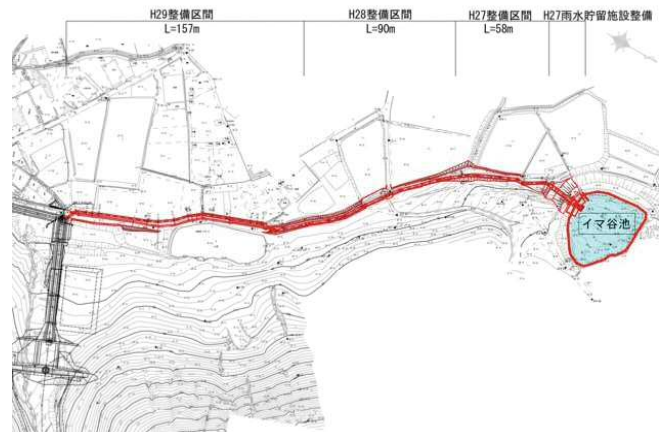 H29整備区間
L=157m
H28整備区間
L=90m
H27整備区間
L=58m
H27雨水貯留施設整備
イマ谷池